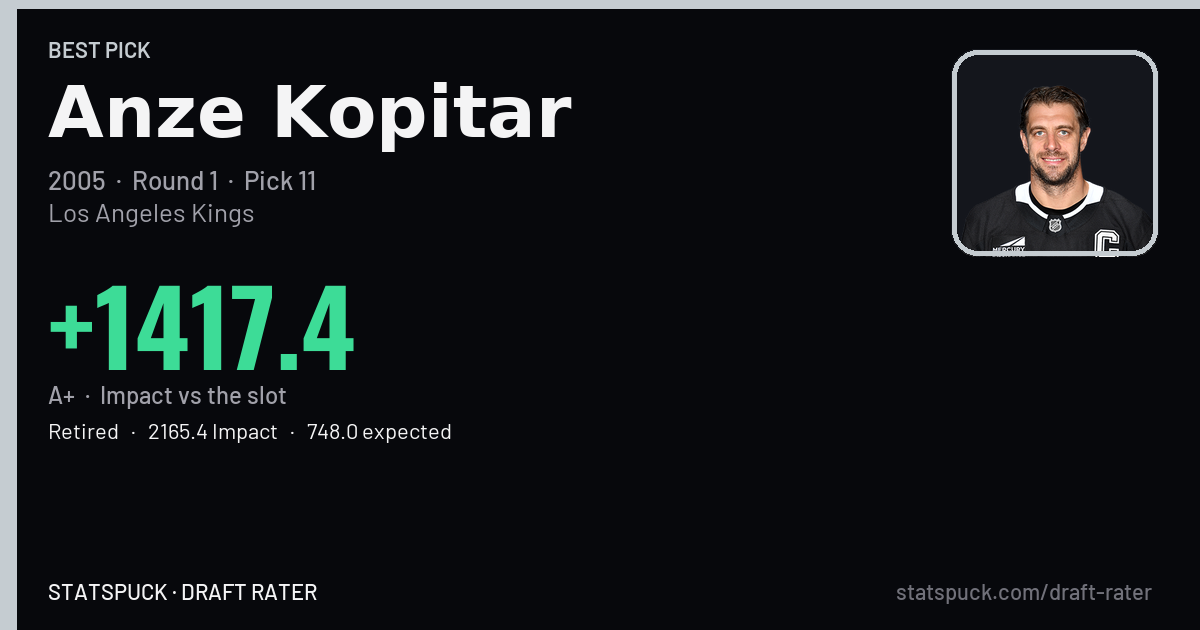 BEST PICK
Anze Kopitar
2005 · Round 1 · Pick 11
Los Angeles Kings
MERCURY
C
+1417.4
A+ · Impact vs the slot
Retired · 2165.4 Impact · 748.0 expected
STATSPUCK · DRAFT RATER
statspuck.com/draft-rater